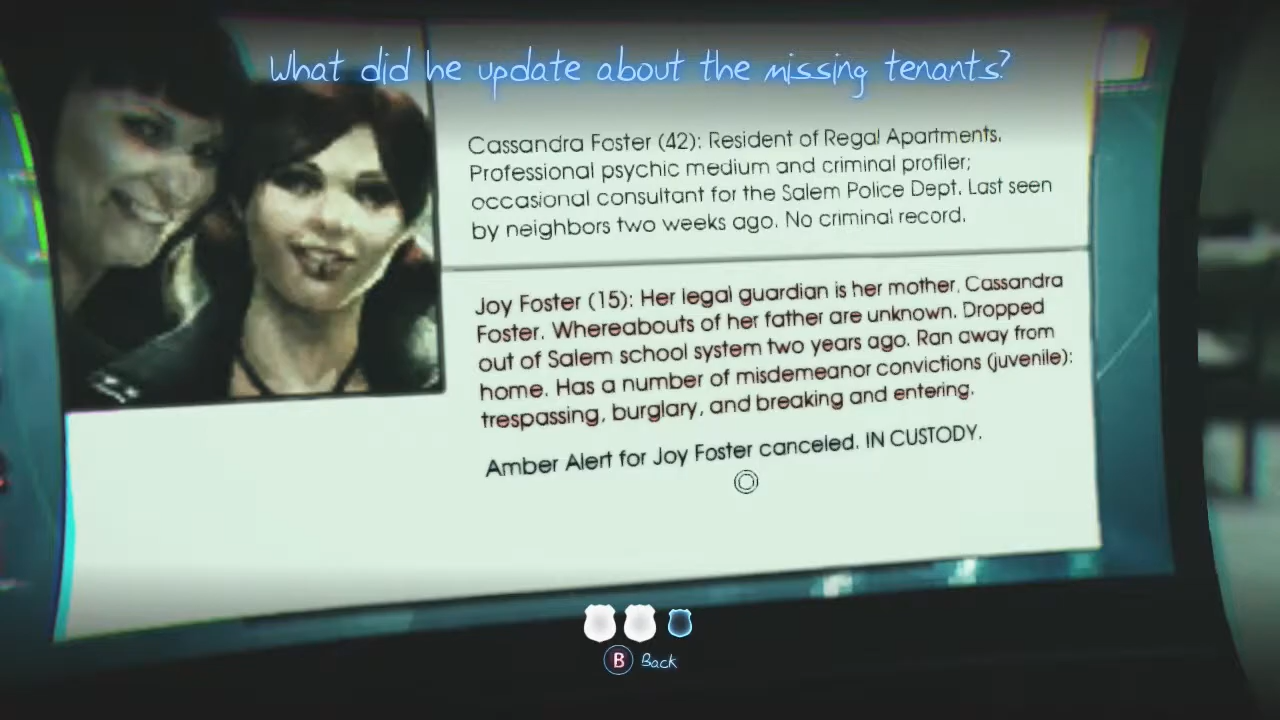 What did he update about the missing tenants?
Cassandra Foster (42): Resident of Regal Apartments.
Professional psychic medium and criminal profiler;
occasional consultant for the Salem Police Dept. Last seen
by neighbors two weeks ago. No criminal record.
Joy Foster (15): Her legal guardian is her mother, Cassandra
Foster. Whereabouts of her father are unknown. Dropped
out of Salem school system two years ago. Ran away from
home. Has a number of misdemeanor convictions (juvenile):
trespassing, burglary, and breaking and entering.
Amber Alert for Joy Foster canceled. IN CUSTODY.
B Back